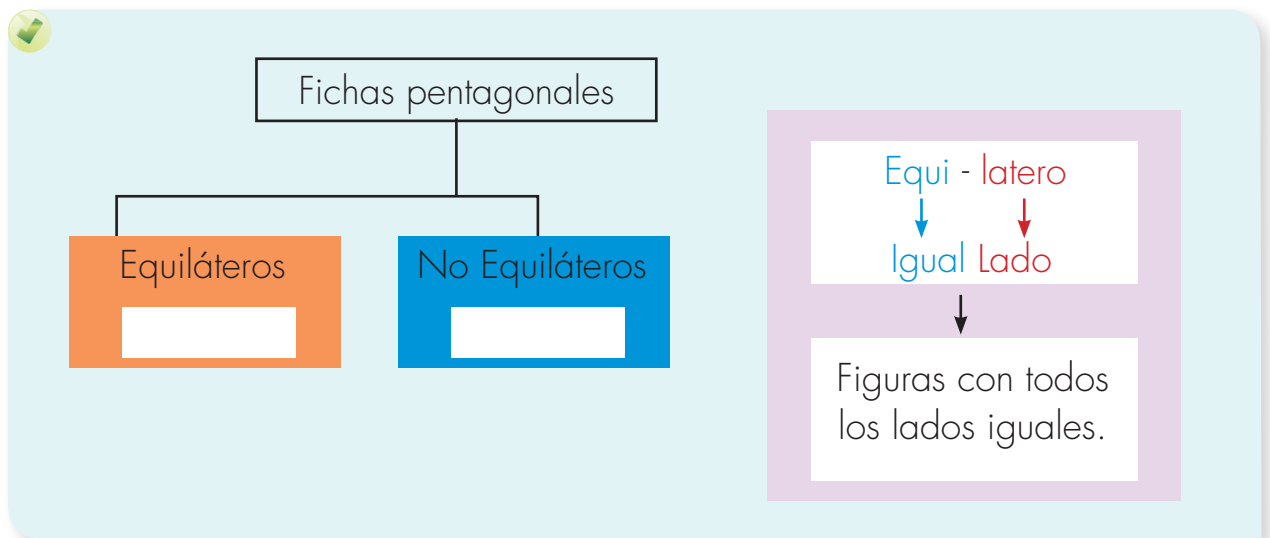 Fichas pentagonales
Equiláteros
No Equiláteros
Equi - latero
Igual Lado
Figuras con todos
los lados iguales.